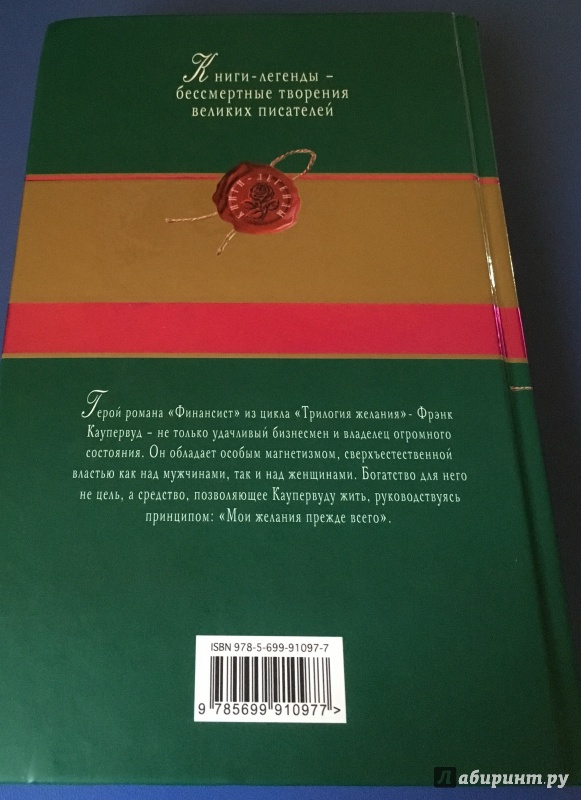 Книги-легенды –
бессмертные творения
великих писателей
КНИГИ-ЛЕГЕНДЫ
Герой романа «Финансист» из цикла «Трилогия желания»- Фрэнк
Каупервуд – не только удачливый бизнесмен и владелец огромного
состояния. Он обладает особым магнетизмом, сверхъестественной
властью как над мужчинами, так и над женщинами. Богатство для него
не цель, а средство, позволяющее Каупервуду жить, руководствуясь
принципом: «Мои желания прежде всего».
ISBN 978-5-699-91097-7
9 785699 910977 >
Лабиринт.ру